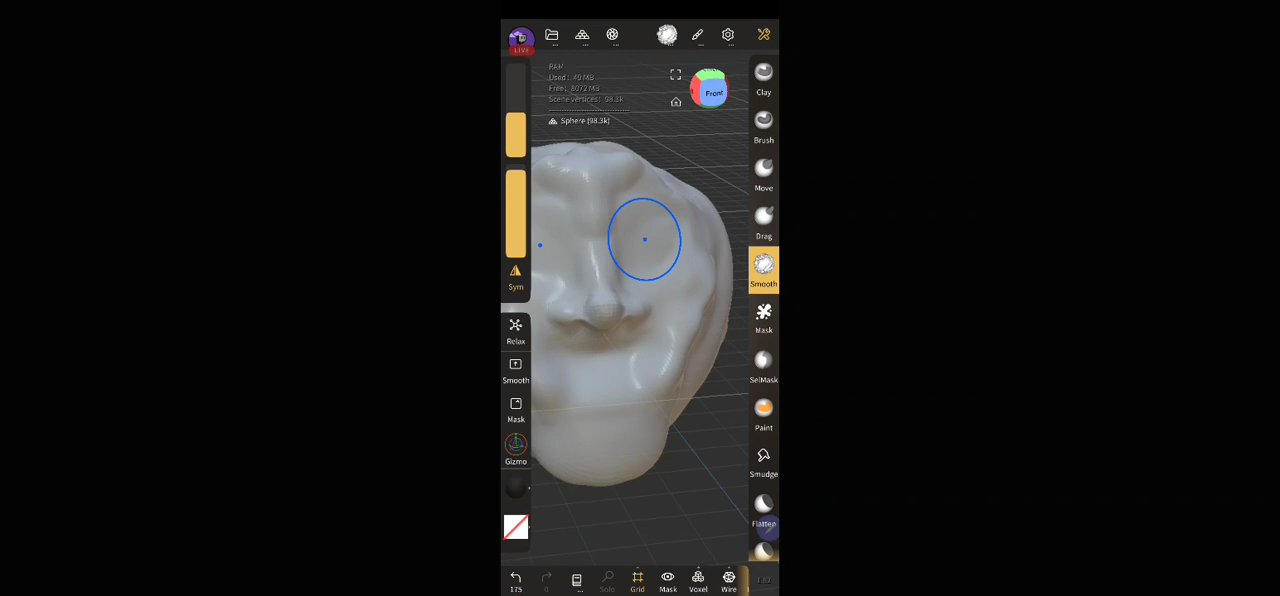 LIVE
RAM
Used: 49 MB
Free: 8072 MB
Scene vertices: 98.3k
Sphere (98.3k)
Front
Clay
Brush
Move
Drag
Smooth
Mask
SelMask
Paint
Smudge
Flatten
Sym
Relax
Smooth
Mask
Gizmo
175
0
Solo
Grid
Mask
Voxel
Wire